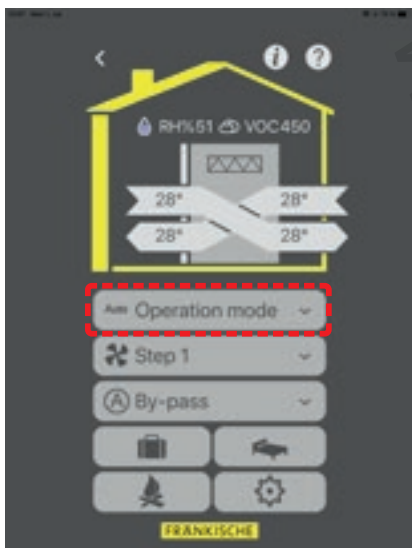 i ?
RH%51 VOC450
28° 28°
28° 28°
Auto Operation mode
Step 1
A By-pass
FRÄNKISCHE